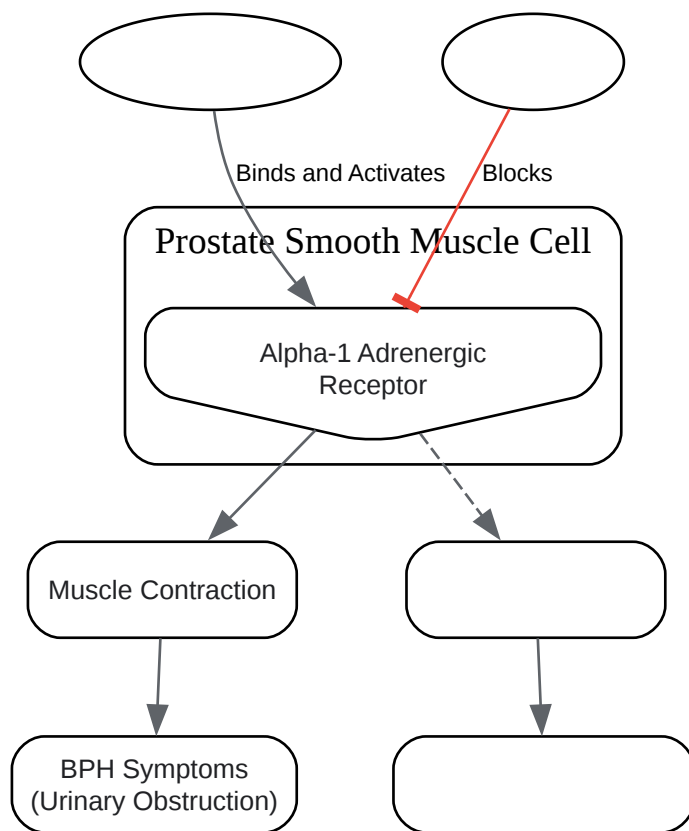 Binds and Activates
Blocks
Prostate Smooth Muscle Cell
Alpha-1 Adrenergic
Receptor
Muscle Contraction
BPH Symptoms
(Urinary Obstruction)